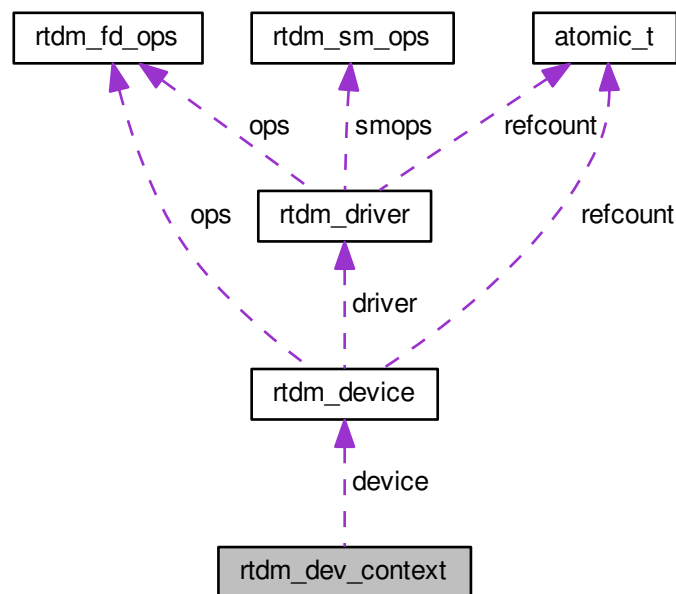 rtdm_fd_ops
rtdm_sm_ops
atomic_t
ops
smops
refcount
rtdm_driver
ops
refcount
driver
rtdm_device
device
rtdm_dev_context